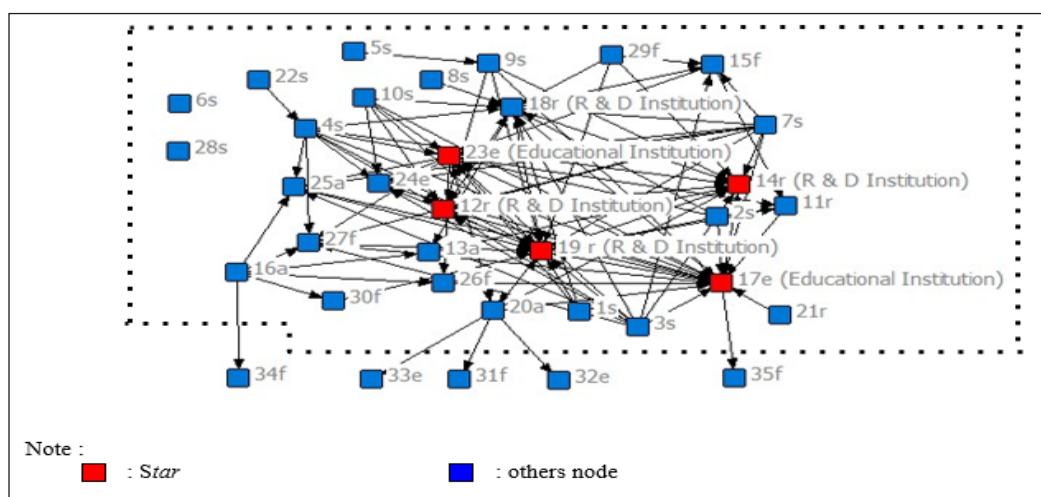 5s
9s
29f
15f
22s
8s
6s
10s
18r (R & D Institution)
4s
7s
28s
23e (Educational Institution)
25a
24e
14r (R & D Institution)
12r (R & D Institution)
2s
11r
27f
13a
19 r (R & D Institution)
16a
26f
17e (Educational Institution)
30f
20a
1s
3s
21r
34f
33e
31f
32e
35f
Note :
: Star
: others node